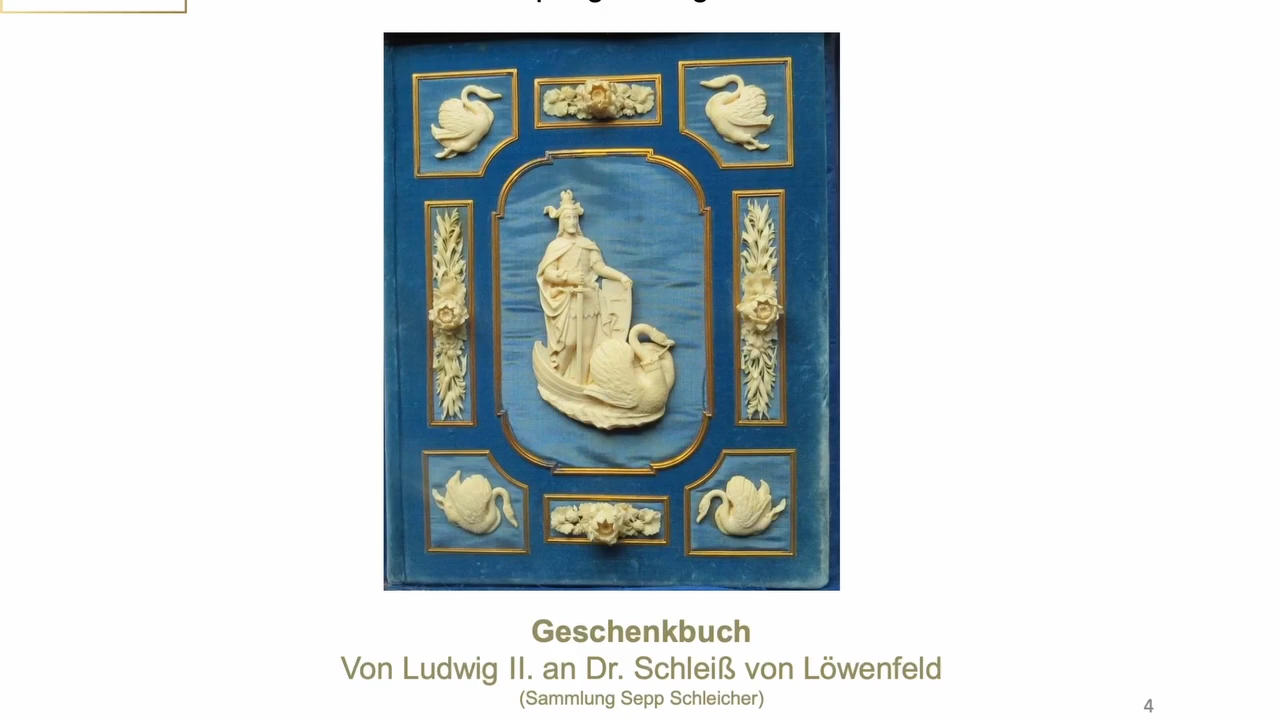 Geschenkbuch
Von Ludwig II. an Dr. Schleiß von Löwenfeld
(Sammlung Sepp Schleicher)
4